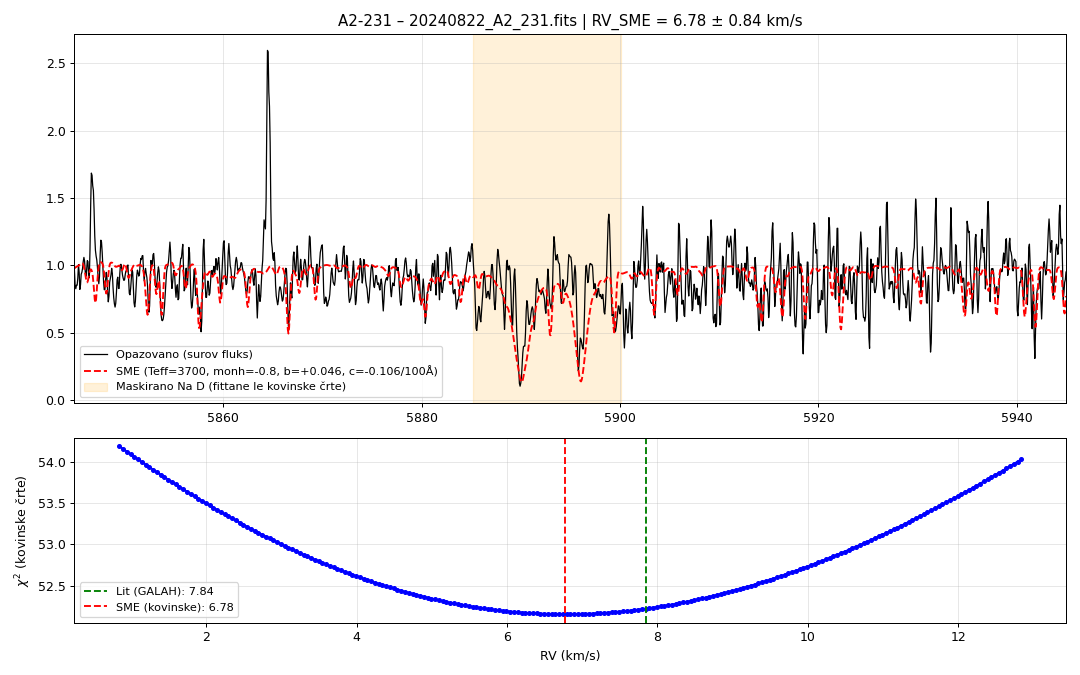 A2-231 – 20240822_A2_231.fits | RV_SME = 6.78 ± 0.84 km/s
2.5
2.0
1.5
1.0
0.5
0.0
Opazovano (surov fluks)
SME (Teff=3700, monh=-0.8, b=+0.046, c=-0.106/100Å)
Maskirano Na D (fittane le kovinske črte)
5860
5880
5900
5920
5940
54.0
53.5
53.0
52.5
χ² (kovinske črte)
Lit (GALAH): 7.84
SME (kovinske): 6.78
2
4
6
8
10
12
RV (km/s)